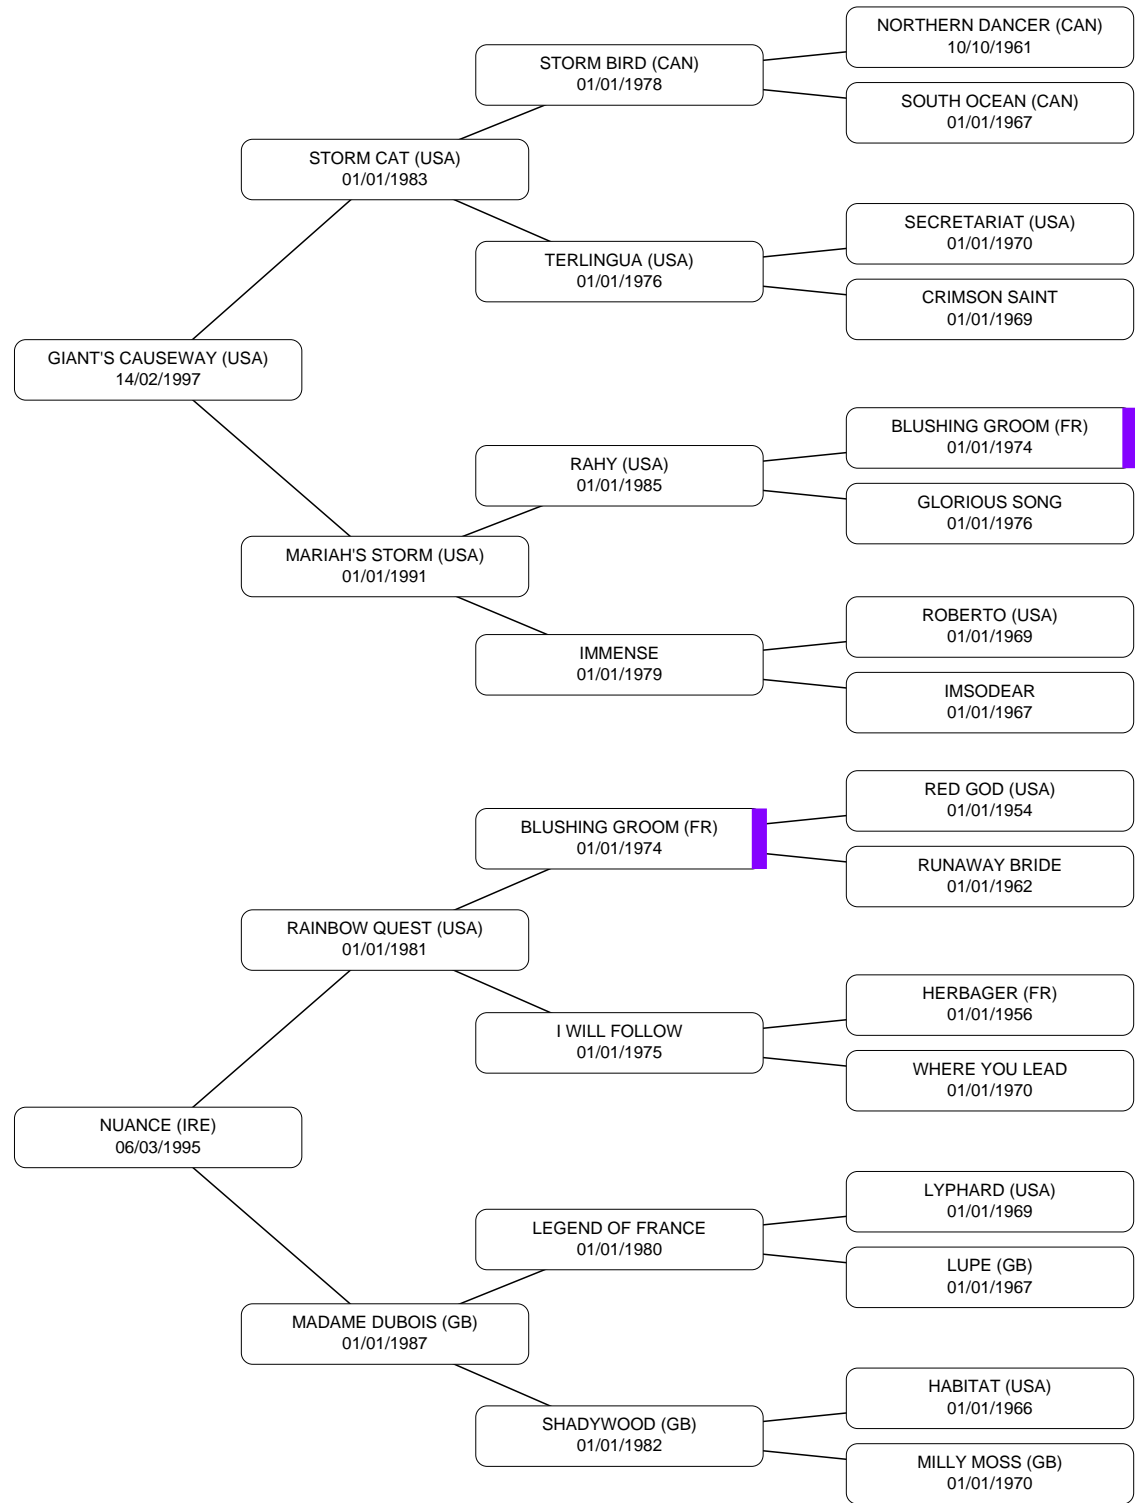 NORTHERN DANCER (CAN)
10/10/1961
STORM BIRD (CAN)
01/01/1978
SOUTH OCEAN (CAN)
01/01/1967
STORM CAT (USA)
01/01/1983
SECRETARIAT (USA)
01/01/1970
TERLINGUA (USA)
01/01/1976
CRIMSON SAINT
01/01/1969
GIANT'S CAUSEWAY (USA)
14/02/1997
BLUSHING GROOM (FR)
01/01/1974
RAHY (USA)
01/01/1985
GLORIOUS SONG
01/01/1976
MARIAH'S STORM (USA)
01/01/1991
ROBERTO (USA)
01/01/1969
IMMENSE
01/01/1979
IMSODEAR
01/01/1967
RED GOD (USA)
01/01/1954
BLUSHING GROOM (FR)
01/01/1974
RUNAWAY BRIDE
01/01/1962
RAINBOW QUEST (USA)
01/01/1981
HERBAGER (FR)
01/01/1956
I WILL FOLLOW
01/01/1975
WHERE YOU LEAD
01/01/1970
NUANCE (IRE)
06/03/1995
LYPHARD (USA)
01/01/1969
LEGEND OF FRANCE
01/01/1980
LUPE (GB)
01/01/1967
MADAME DUBOIS (GB)
01/01/1987
HABITAT (USA)
01/01/1966
SHADYWOOD (GB)
01/01/1982
MILLY MOSS (GB)
01/01/1970